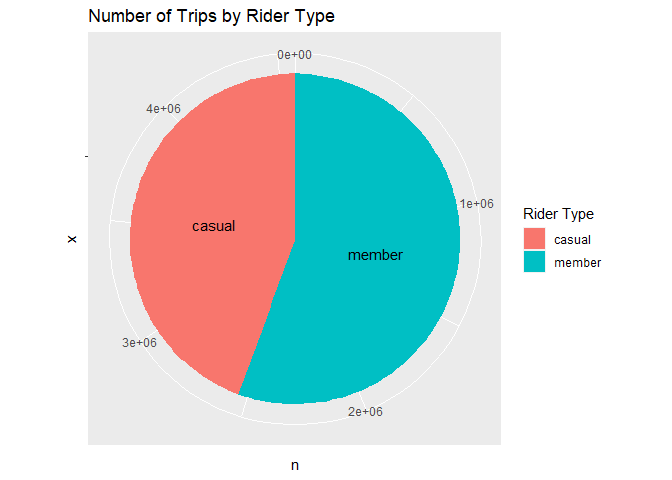 Number of Trips by Rider Type
0e+00
4e+06
1e+06
casual
member
3e+06
2e+06
x
n
Rider Type
casual
member